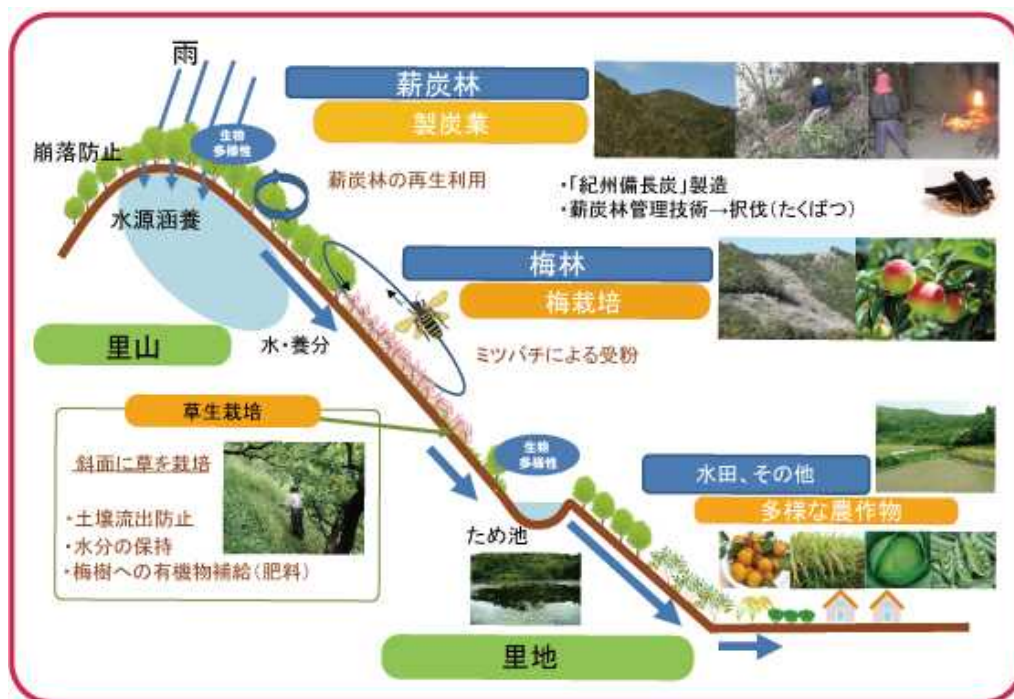 雨
薪炭林
製炭業
生物
多様性
崩落防止
薪炭林の再生利用
・「紀州備長炭」製造
・薪炭林管理技術→択伐(たくばつ)
水源涵養
梅林
梅栽培
里山
水・養分
ミツバチによる受粉
草生栽培
斜面に草を栽培
・土壌流出防止
・水分の保持
・梅樹への有機物補給(肥料)
生物
多様性
水田、その他
多様な農作物
ため池
里地